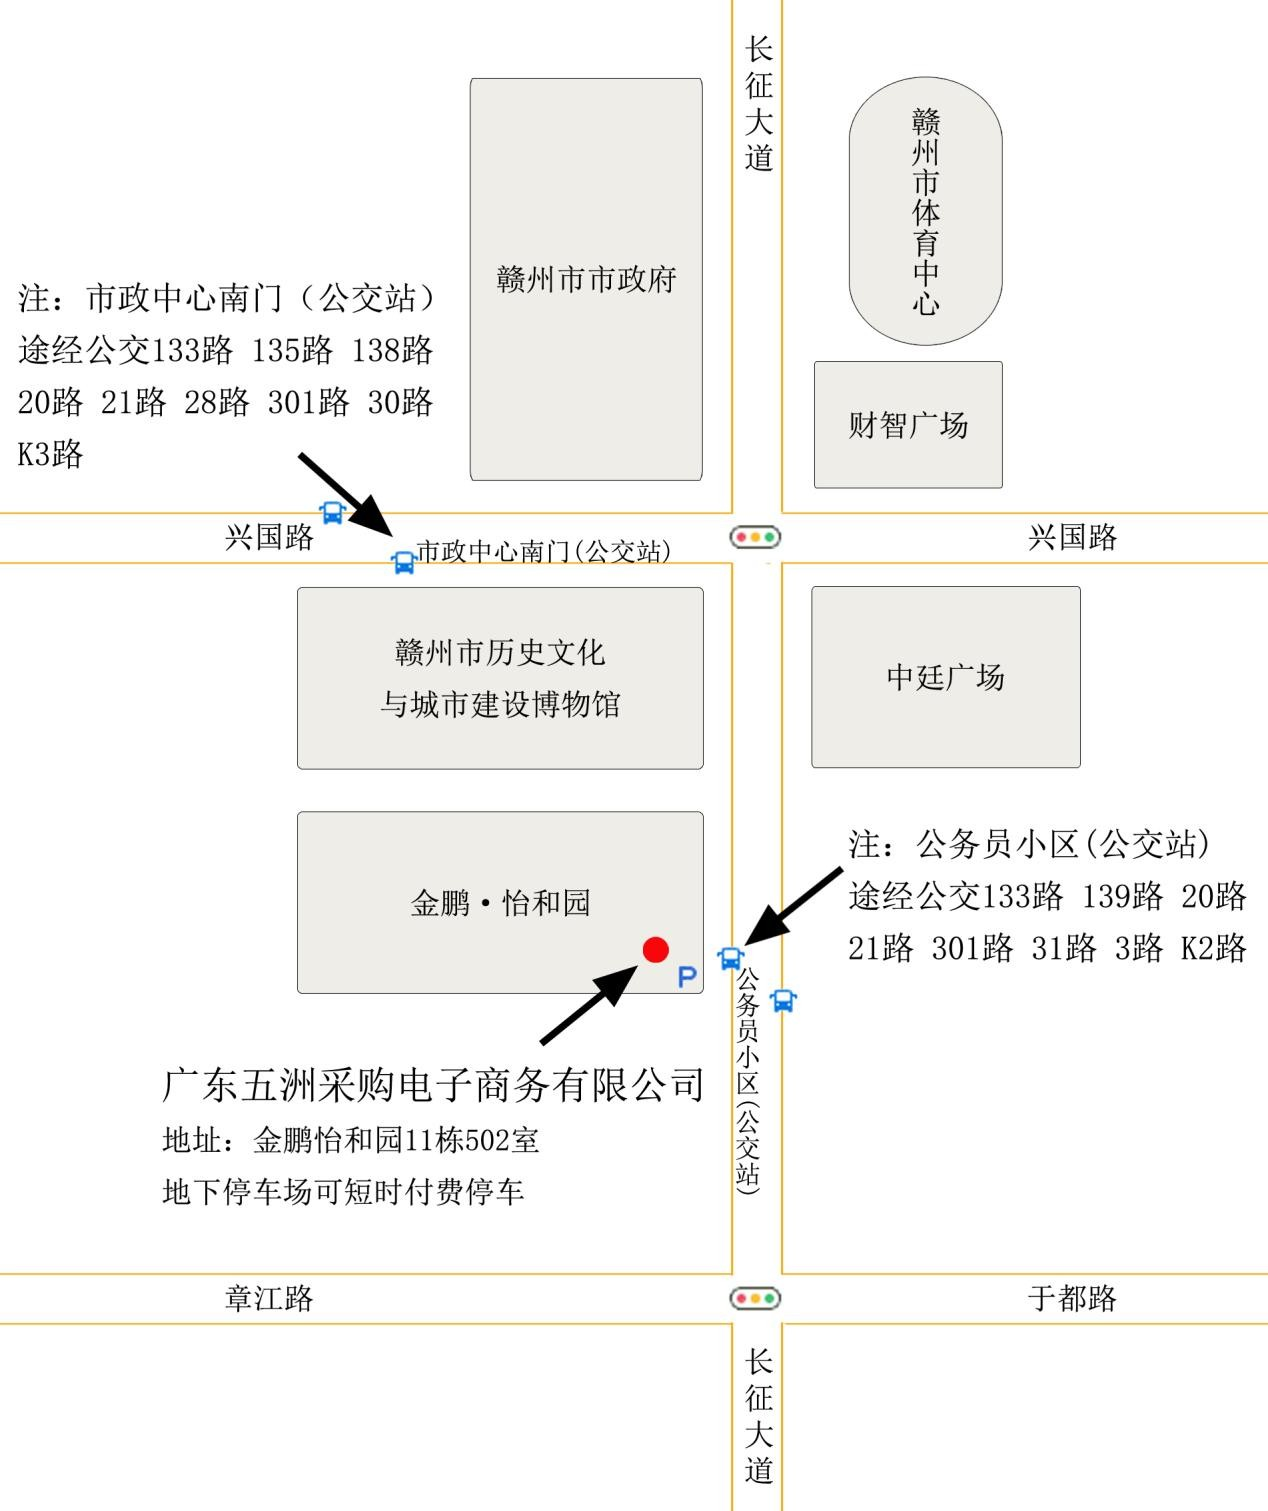 长征大道
赣州市体育中心
赣州市市政府
注：市政中心南门（公交站）
途经公交133路 135路 138路
20路 21路 28路 301路 30路
K3路
财智广场
兴国路
兴国路
市政中心南门(公交站)
赣州市历史文化
与城市建设博物馆
中廷广场
注：公务员小区(公交站)
途经公交133路 139路 20路
21路 301路 31路 3路 K2路
金鹏·怡和园
P
公务员小区(公交站)
广东五洲采购电子商务有限公司
地址：金鹏怡和园11栋502室
地下停车场可短时付费停车
章江路
于都路
长征大道